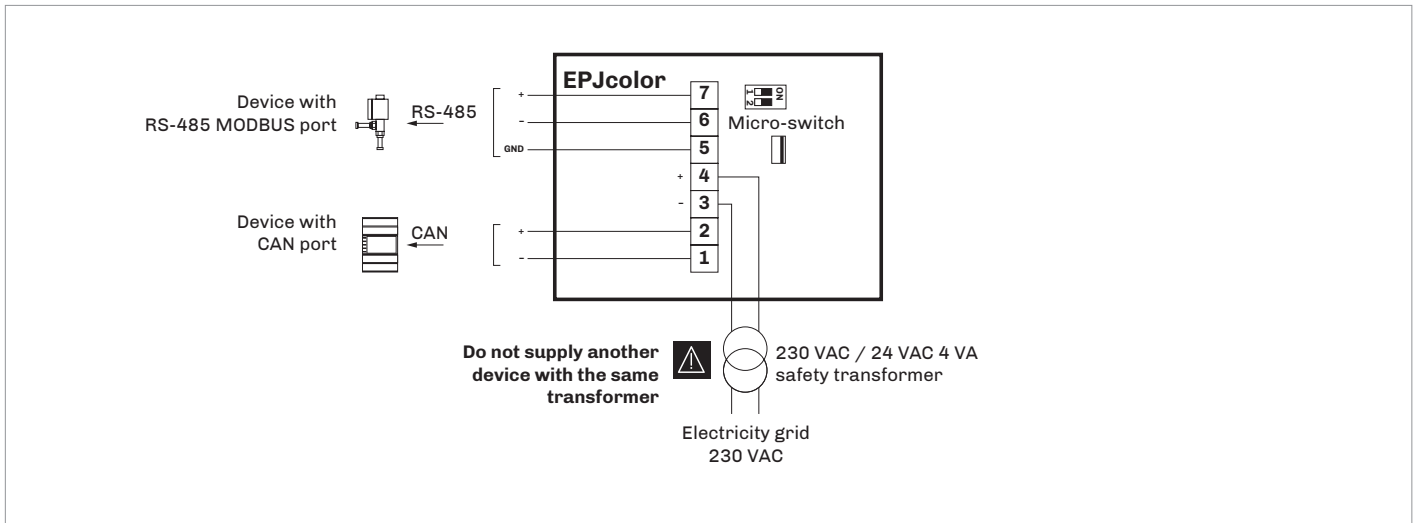 EPJcolor
Device with
RS-485 MODBUS port
RS-485
+
-
GND
7
6
5
4
3
2
1
+
-
ON
1 2
Micro-switch
Device with
CAN port
CAN
+
-
Do not supply another
device with the same
transformer
230 VAC / 24 VAC 4 VA
safety transformer
Electricity grid
230 VAC